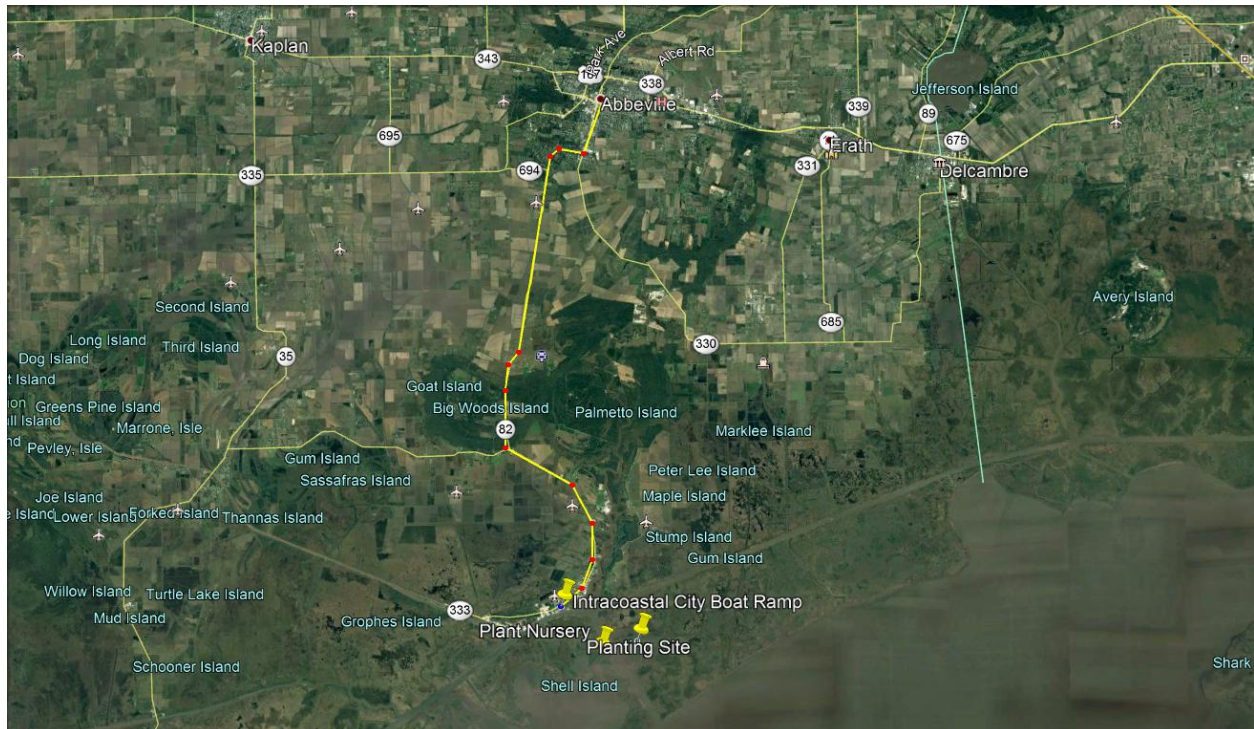 Kaplan
Park Ave
Albert Rd
343
167
338
Abbeville
Jefferson Island
339
89
695
675
Erath
331
Delcambre
694
335
Second Island
Avery Island
Long Island
Third Island
685
Dog Island
35
330
t Island
Goat Island
Greens Pine Island
Big Woods Island
Palmetto Island
ill Island
Marrone, Isle
82
Marklee Island
Pevley, Isle
Gum Island
Peter Lee Island
Sassafras Island
Joe Island
Maple Island
e Island
Lower Island
Forked Island
Thannas Island
Stump Island
Gum Island
Willow Island
Turtle Lake Island
Intracoastal City Boat Ramp
333
Mud Island
Grophes Island
Plant Nursery
Planting Site
Schooner Island
Shark
Shell Island